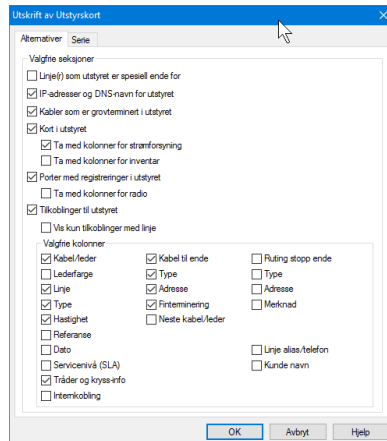 Utskrift av Utstyrskort
Alternativer Serie
Valgfrie seksjoner
Linje(r) som utstyret er spesiell ende for
IP-adresser og DNS-navn for utstyret
Kabler som er grovterminert i utstyret
Kort i utstyret
Ta med kolonner for strømforsyning
Ta med kolonner for inventar
Porter med registreringer i utstyret
Ta med kolonner for radio
Tilkoblinger til utstyret
Vis kun tilkoblinger med linje
Valgfrie kolonner
Kabel/leder Kabel til ende Ruting stopp ende
Lederfarge Type Type
Linje Adresse Adresse
Type Finterminering Merknad
Hastighet Neste kabel/leder
Referanse
Dato Linje alias/telefon
Servicenivå (SLA) Kunde navn
Tråder og kryss-info
Internkobling
OK Avbryt Hjelp